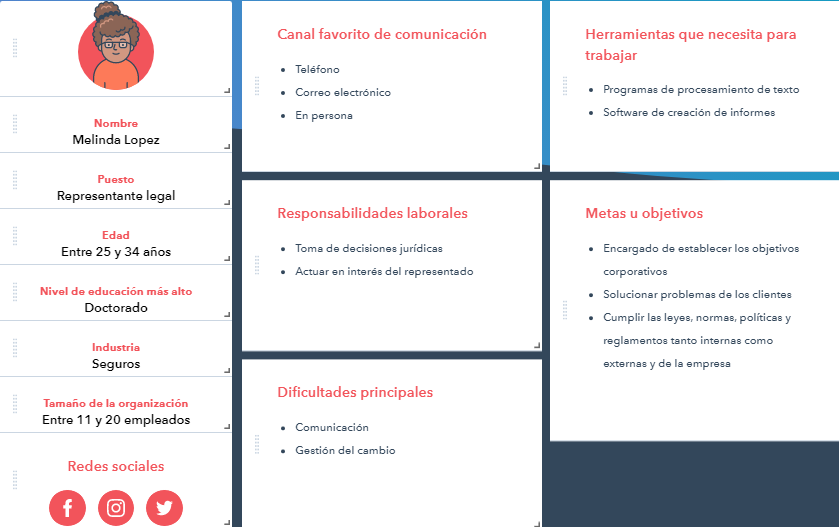 Nombre
Melinda Lopez
Puesto
Representante legal
Edad
Entre 25 y 34 años
Nivel de educación más alto
Doctorado
Industria
Seguros
Tamaño de la organización
Entre 11 y 20 empleados
Redes sociales
Canal favorito de comunicación
Teléfono
Correo electrónico
En persona
Responsabilidades laborales
Toma de decisiones jurídicas
Actuar en interés del representado
Dificultades principales
Comunicación
Gestión del cambio
Herramientas que necesita para
trabajar
Programas de procesamiento de texto
Software de creación de informes
Metas u objetivos
Encargado de establecer los objetivos
corporativos
Solucionar problemas de los clientes
Cumplir las leyes, normas, políticas y
reglamentos tanto internas como
externas y de la empresa